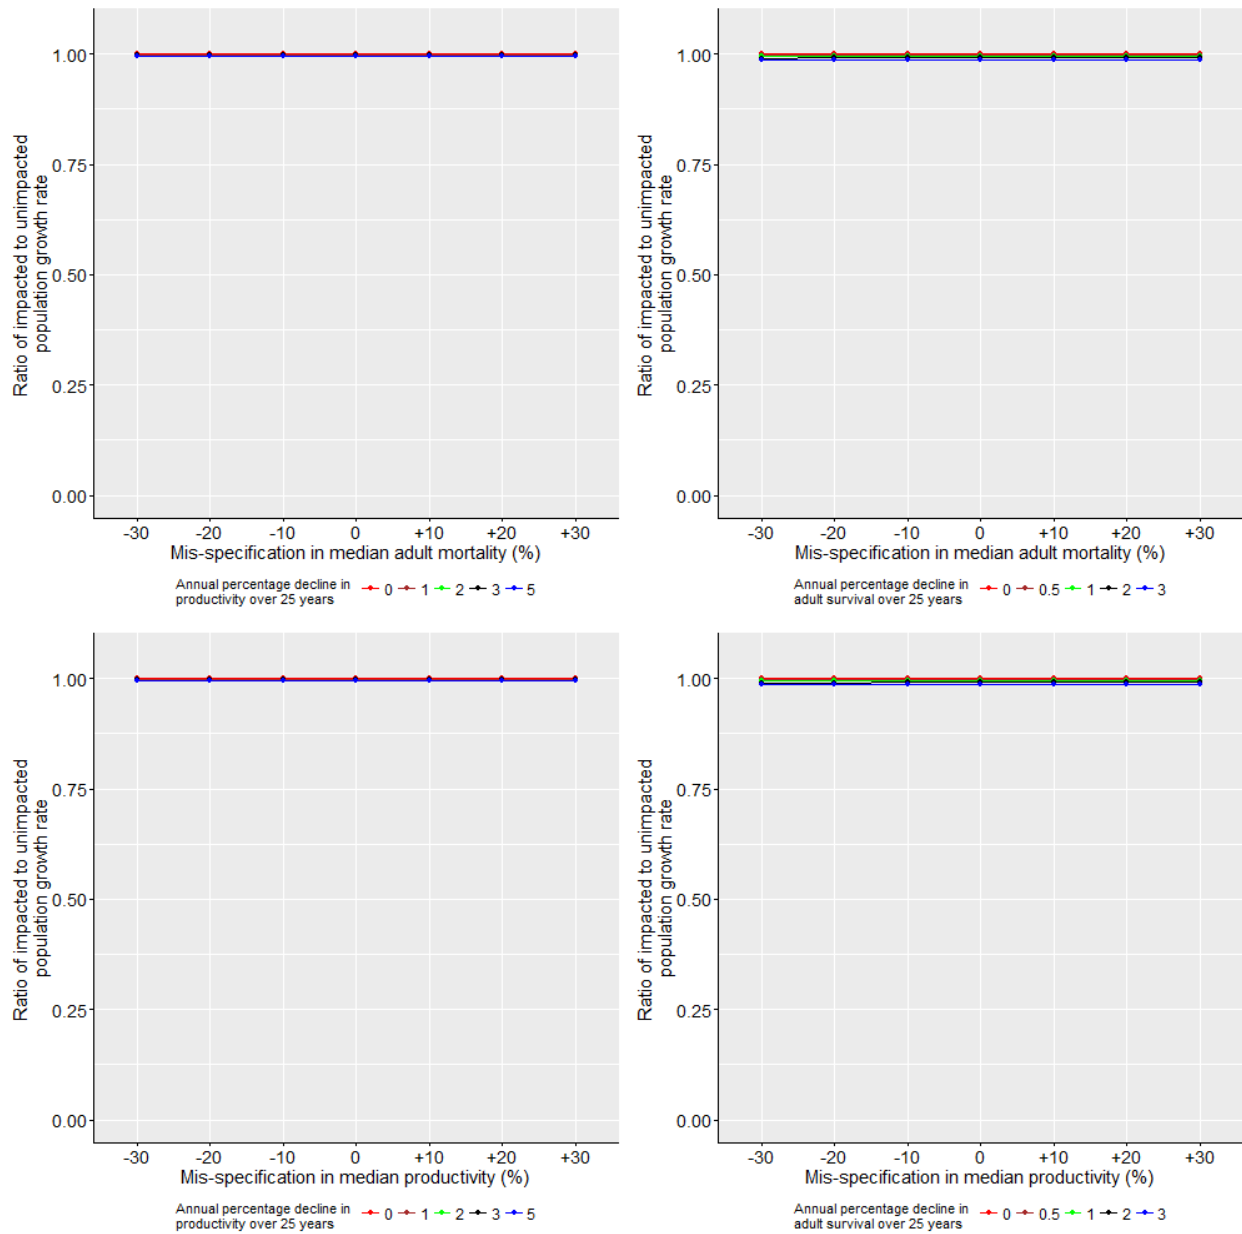 Ratio of impacted to unimpacted
population growth rate
1.00
0.75
0.50
0.25
0.00
-30 -20 -10 0 +10 +20 +30
Mis-specification in median adult mortality (%)
Annual percentage decline in
productivity over 25 years
0 1 2 3 5
Ratio of impacted to unimpacted
population growth rate
1.00
0.75
0.50
0.25
0.00
-30 -20 -10 0 +10 +20 +30
Mis-specification in median adult mortality (%)
Annual percentage decline in
adult survival over 25 years
0 0.5 1 2 3
Ratio of impacted to unimpacted
population growth rate
1.00
0.75
0.50
0.25
0.00
-30 -20 -10 0 +10 +20 +30
Mis-specification in median productivity (%)
Annual percentage decline in
productivity over 25 years
0 1 2 3 5
Ratio of impacted to unimpacted
population growth rate
1.00
0.75
0.50
0.25
0.00
-30 -20 -10 0 +10 +20 +30
Mis-specification in median productivity (%)
Annual percentage decline in
adult survival over 25 years
0 0.5 1 2 3